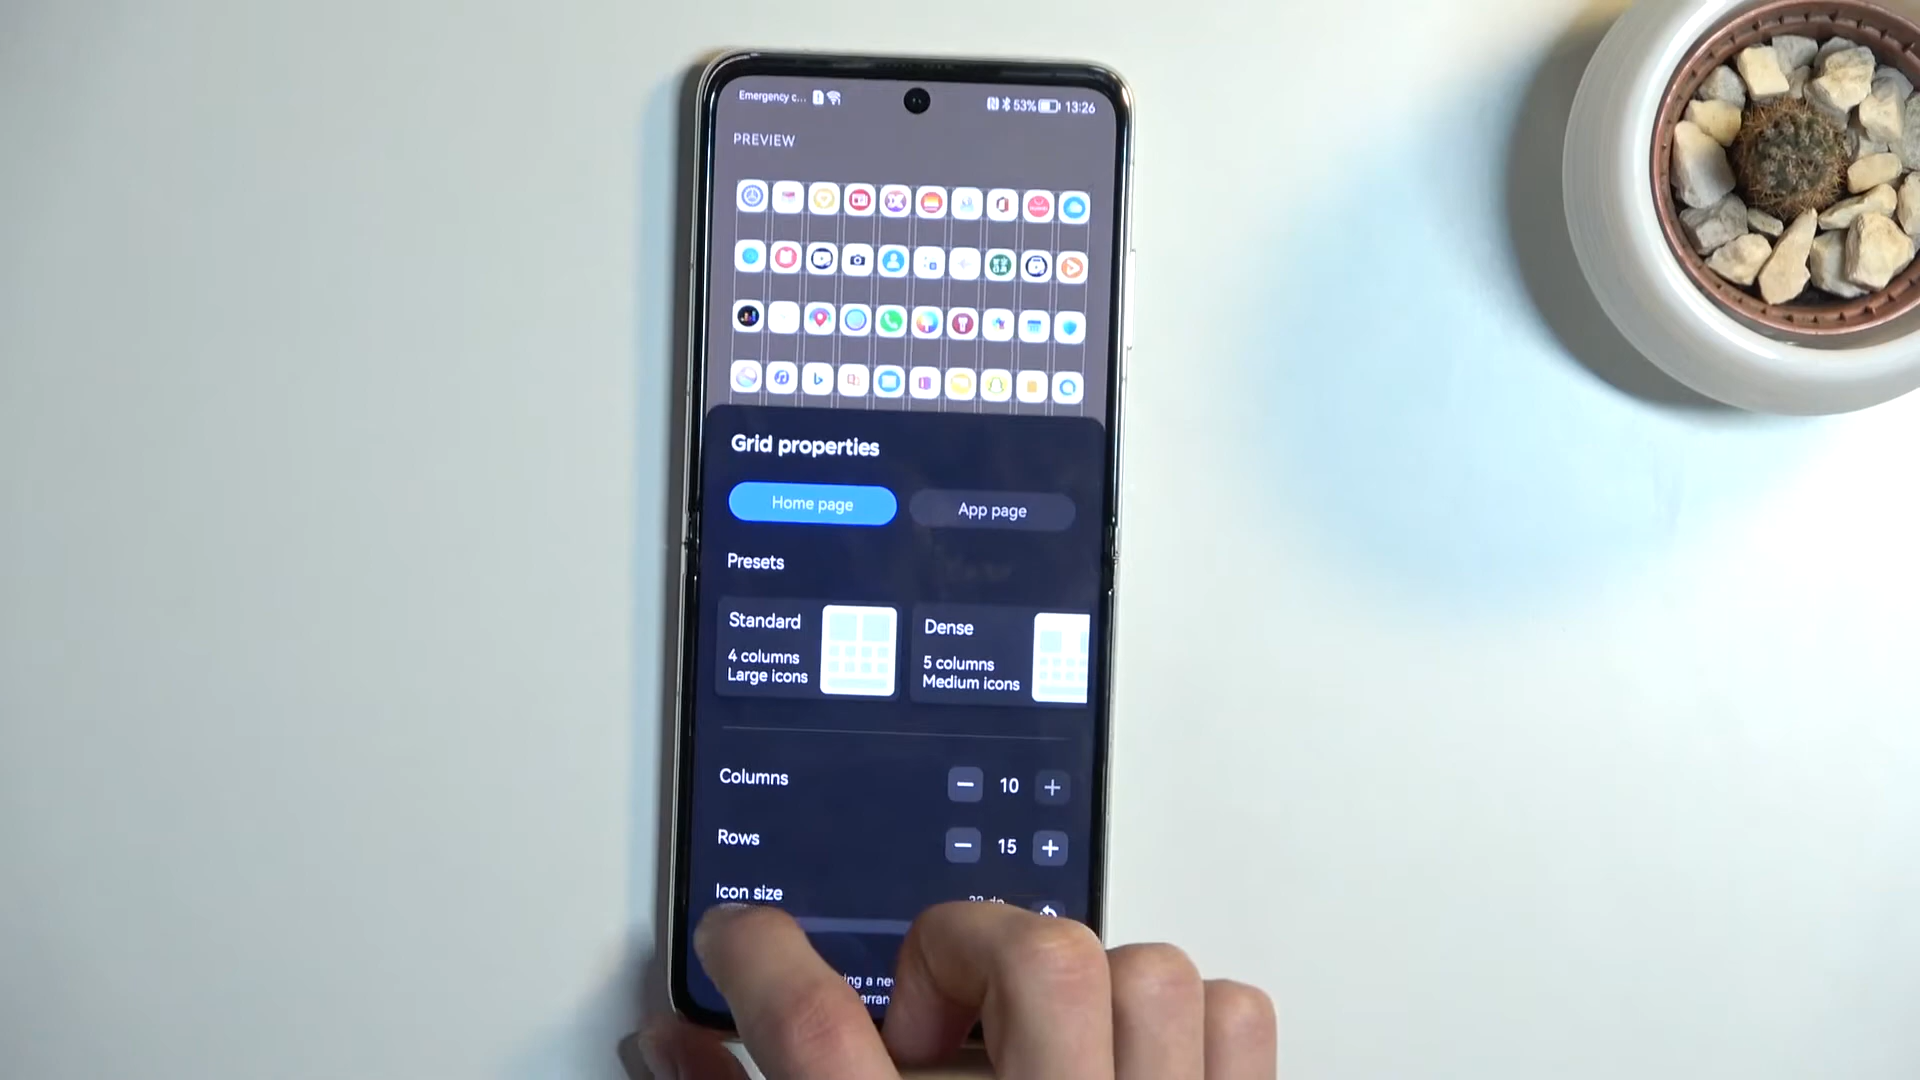 Emergency c... 53% 13:26
PREVIEW
Grid properties
Home page App page
Presets
Standard
4 columns
Large icons
Dense
5 columns
Medium icons
Columns 10
Rows 15
Icon size